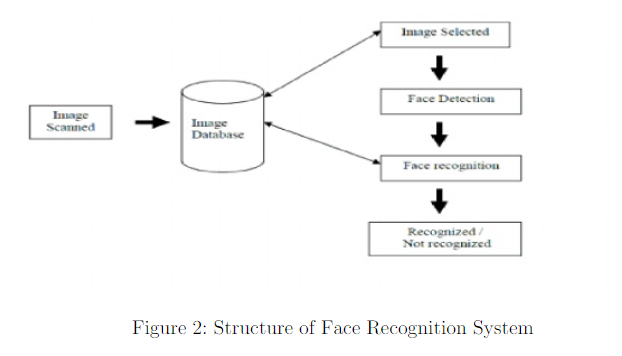 Image
Scanned
Image
Database
Image Selected
Face Detection
Face recognition
Recognized /
Not recognized
Figure 2: Structure of Face Recognition System